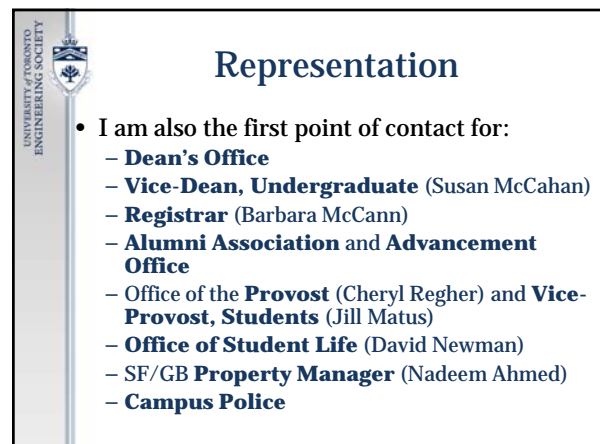 UNIVERSITY of TORONTO
ENGINEERING SOCIETY
Representation
• I am also the first point of contact for:
– Dean’s Office
– Vice-Dean, Undergraduate (Susan McCahan)
– Registrar (Barbara McCann)
– Alumni Association and Advancement
Office
– Office of the Provost (Cheryl Regher) and Vice-
Provost, Students (Jill Matus)
– Office of Student Life (David Newman)
– SF/GB Property Manager (Nadeem Ahmed)
– Campus Police